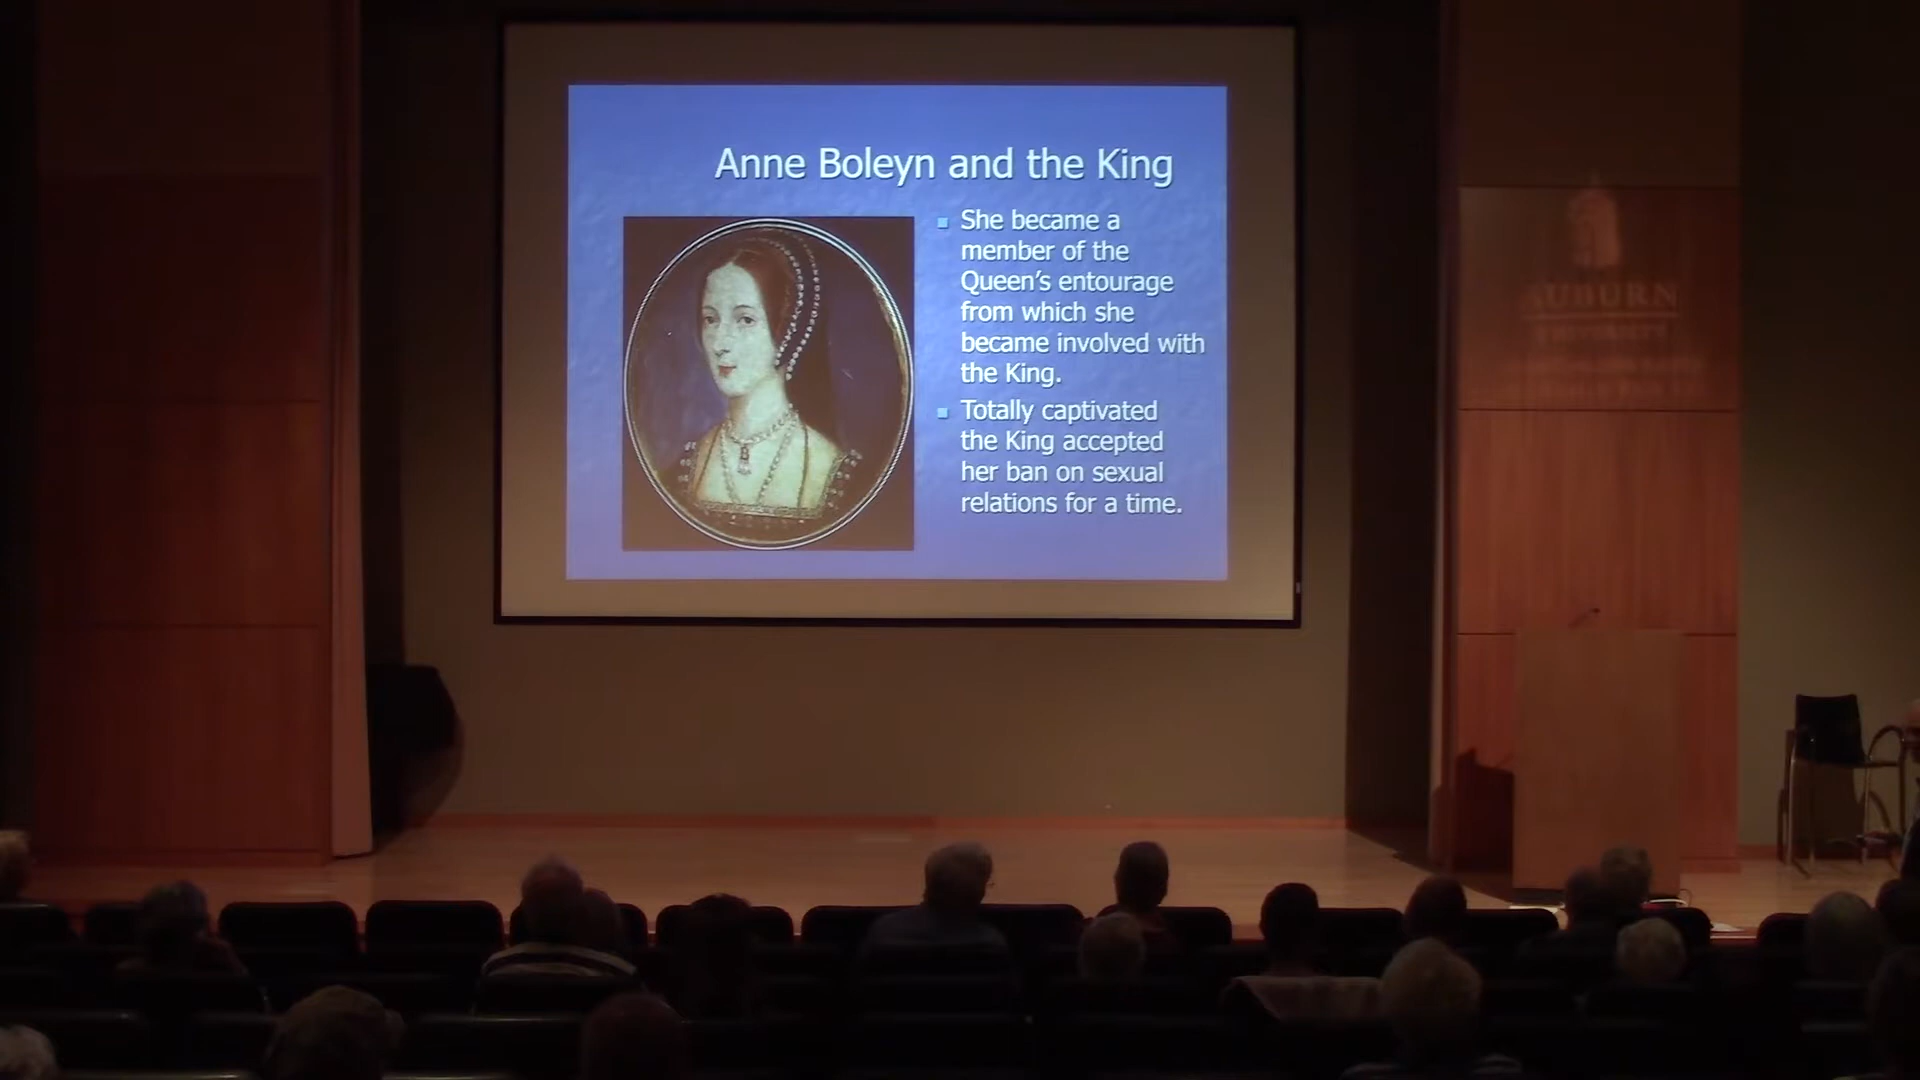 Anne Boleyn and the King
She became a
member of the
Queen's entourage
from which she
became involved with
the King.
Totally captivated
the King accepted
her ban on sexual
relations for a time.
AUBURN
UNIVERSITY